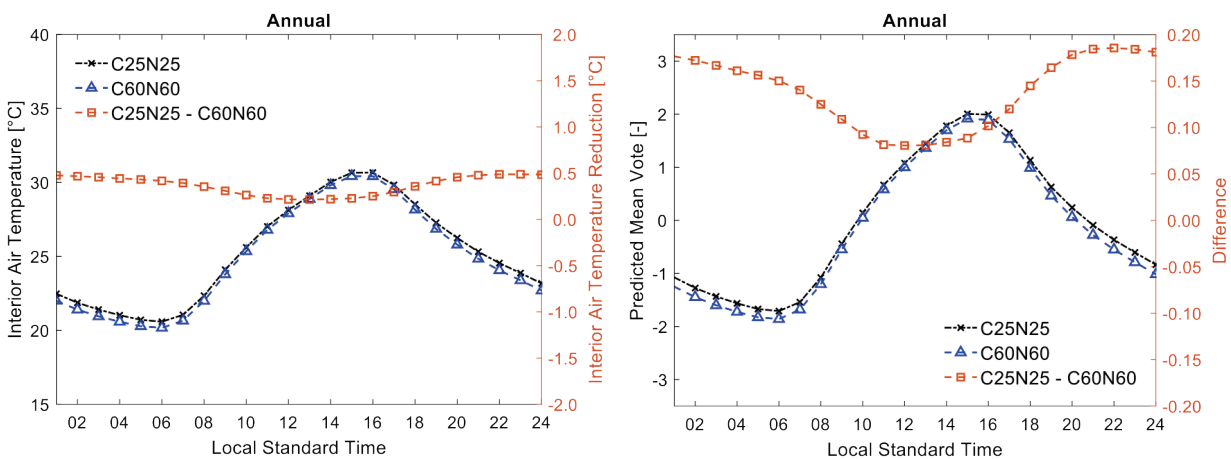 Annual
40
35
30
25
20
15
2.0
1.5
1.0
0.5
0.0
-0.5
-1.0
-1.5
-2.0
Interior Air Temperature [°C]
Interior Air Temperature Reduction [°C]
C25N25
C60N60
C25N25 - C60N60
02 04 06 08 10 12 14 16 18 20 22 24
Local Standard Time
Annual
3
2
1
0
-1
-2
-3
0.20
0.15
0.10
0.05
0.00
-0.05
-0.10
-0.15
-0.20
Predicted Mean Vote [-]
Difference
C25N25
C60N60
C25N25 - C60N60
02 04 06 08 10 12 14 16 18 20 22 24
Local Standard Time